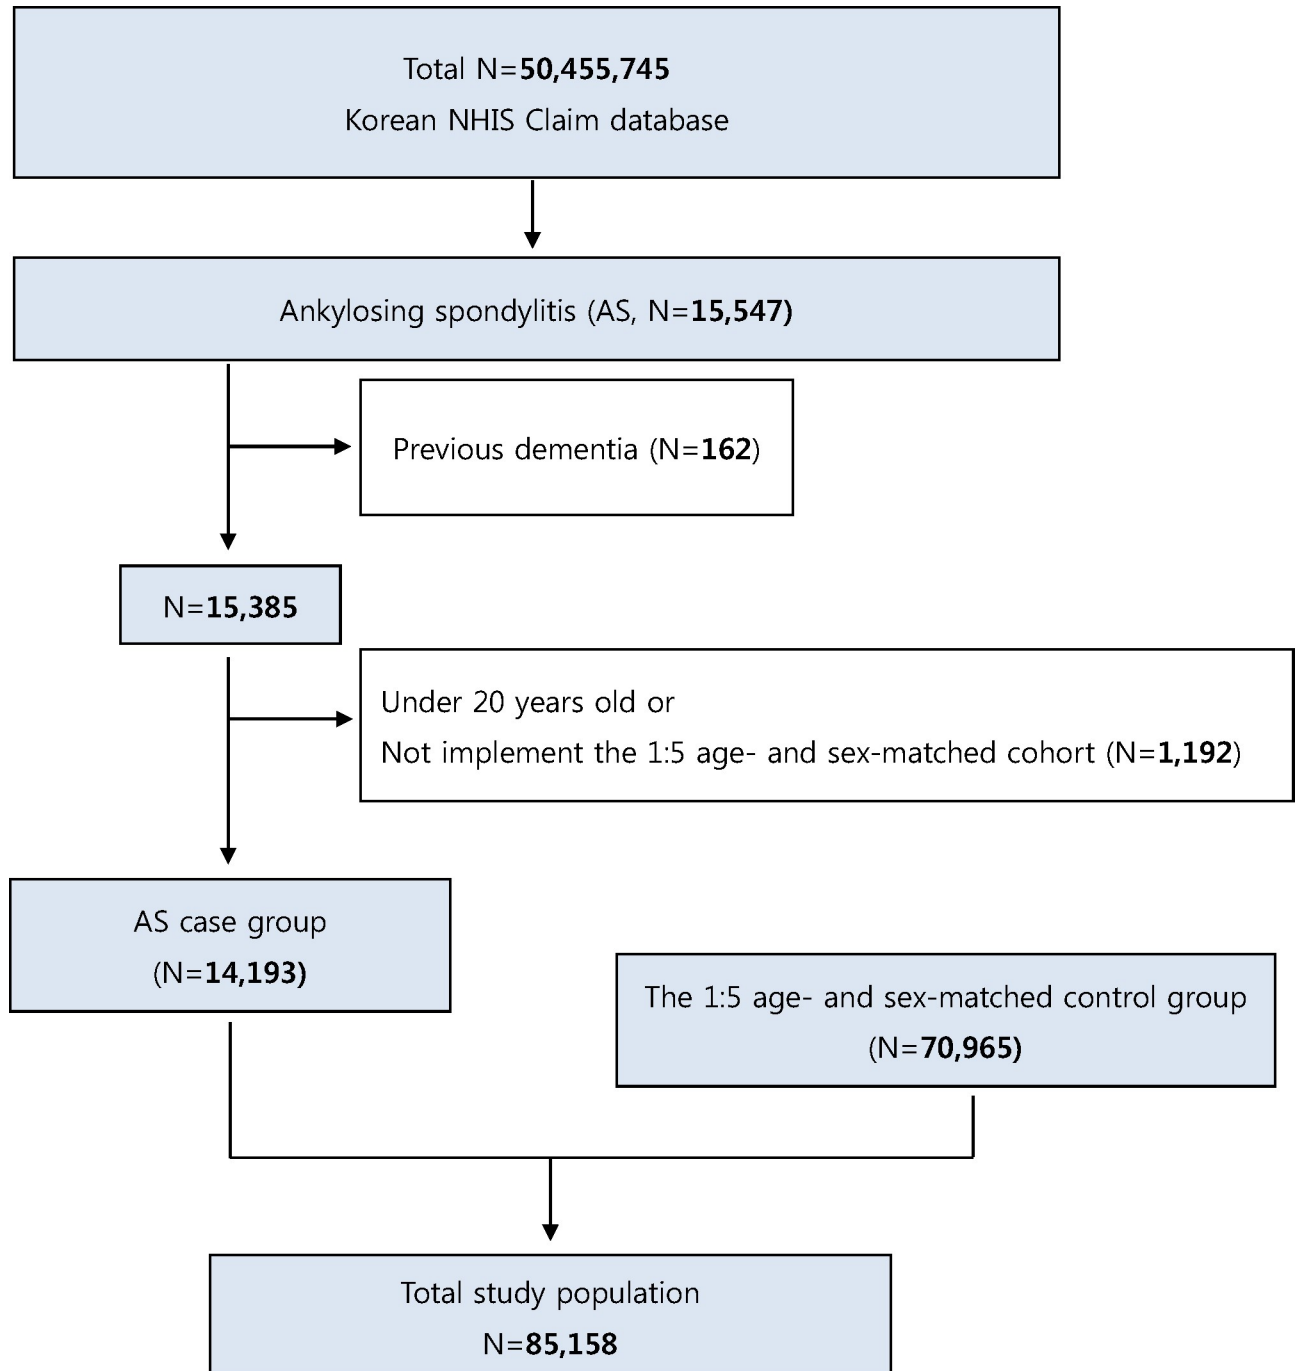 Total N=50,455,745
Korean NHIS Claim database
Ankylosing spondylitis (AS, N=15,547)
Previous dementia (N=162)
N=15,385
Under 20 years old or
Not implement the 1:5 age- and sex-matched cohort (N=1,192)
AS case group
(N=14,193)
The 1:5 age- and sex-matched control group
(N=70,965)
Total study population
N=85,158